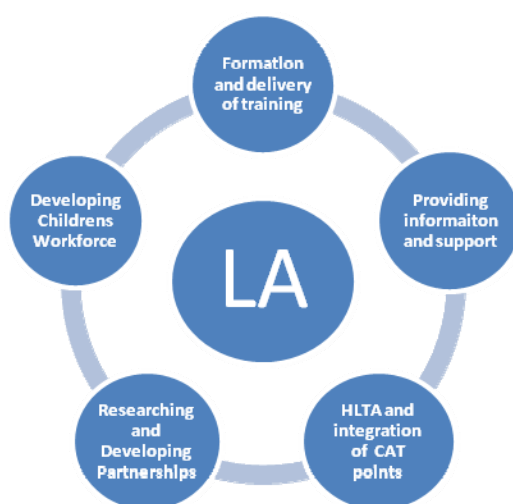 Formation
and delivery
of training
Providing
informaiton
and support
HLTA and
integration
of CAT
points
Researching
and
Developing
Partnerships
Developing
Childrens
Workforce
LA